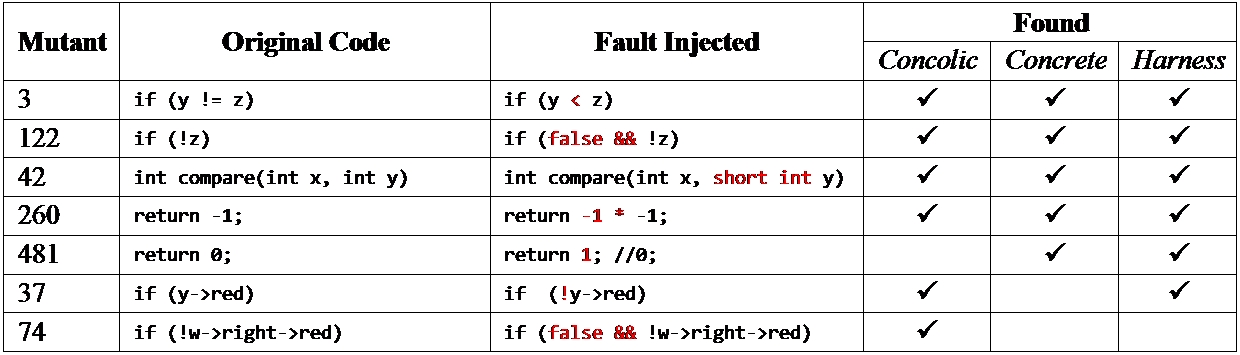 Mutant Original Code Fault Injected Found
Concolic Concrete Harness
3 if (y != z) if (y < z) ✓ ✓ ✓
122 if (!z) if (false && !z) ✓ ✓ ✓
42 int compare(int x, int y) int compare(int x, short int y) ✓ ✓ ✓
260 return -1; return -1 * -1; ✓ ✓ ✓
481 return 0; return 1; //0; ✓ ✓
37 if (y->red) if (!y->red) ✓ ✓
74 if (!w->right->red) if (false && !w->right->red) ✓